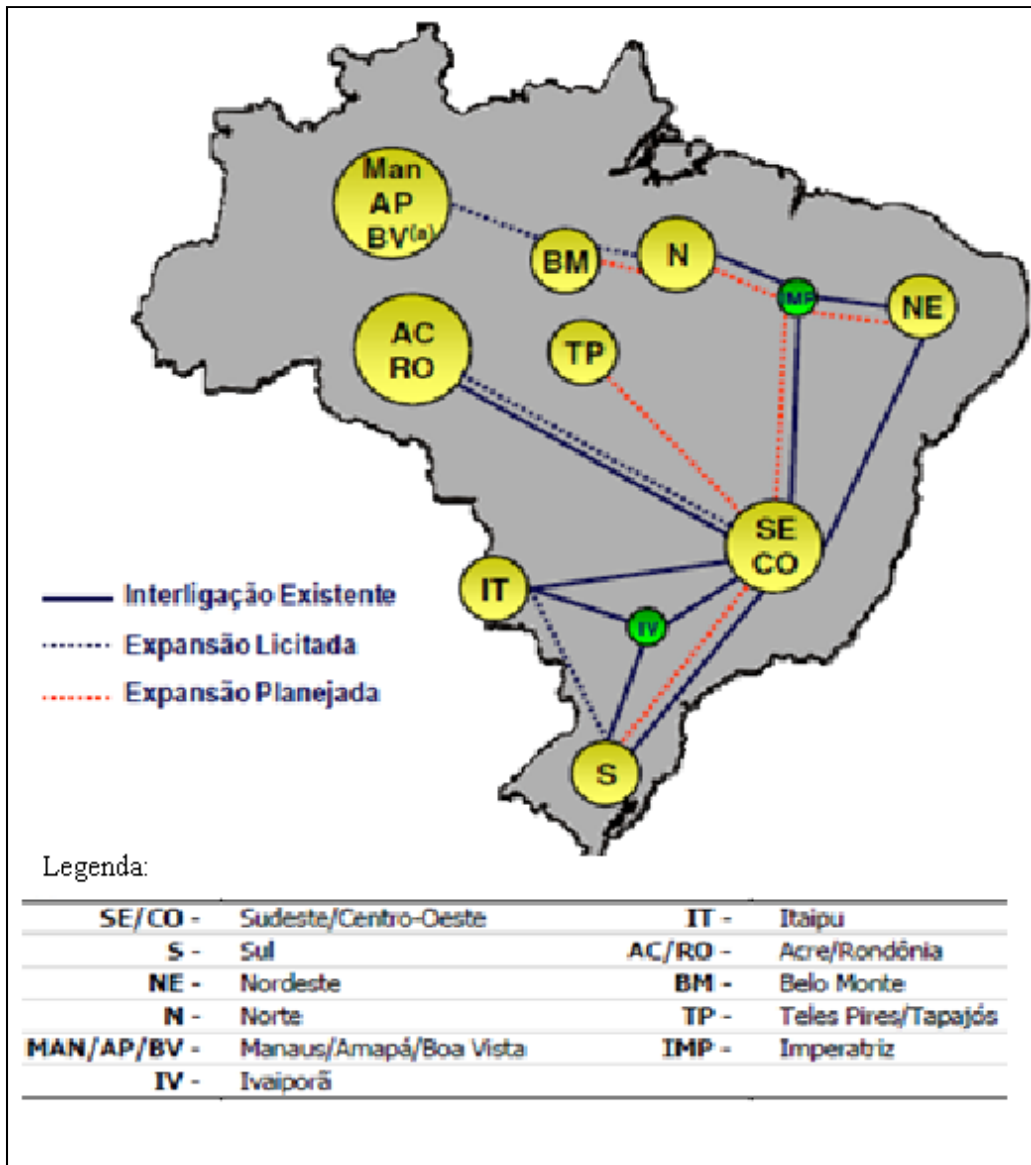 Man
AP
BV(a)
BM
N
IMP
NE
AC
RO
TP
SE
CO
IT
IV
S
Interligação Existente
Expansão Licitada
Expansão Planejada
Legenda:
SE/CO - Sudeste/Centro-Oeste IT - Itaipu
S - Sul AC/RO - Acre/Rondônia
NE - Nordeste BM - Belo Monte
N - Norte TP - Teles Pires/Tapajós
MAN/AP/BV - Manaus/Amapá/Boa Vista IMP - Imperatriz
IV - Ivaiporã